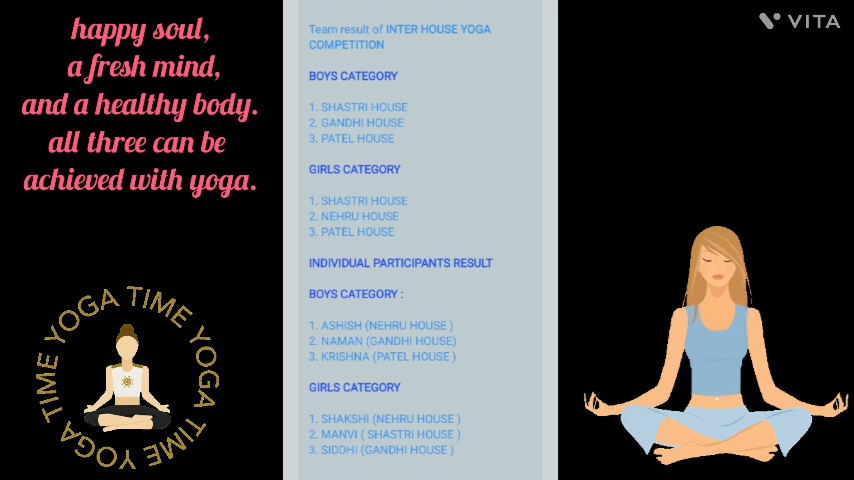 happy soul,
a fresh mind,
and a healthy body.
all three can be
achieved with yoga.
YOGA TIME YOGA TIME YOGA TIME
Team result of INTER HOUSE YOGA
COMPETITION
BOYS CATEGORY
1. SHASTRI HOUSE
2. GANDHI HOUSE
3. PATEL HOUSE
GIRLS CATEGORY
1. SHASTRI HOUSE
2. NEHRU HOUSE
3. PATEL HOUSE
INDIVIDUAL PARTICIPANTS RESULT
BOYS CATEGORY :
1. ASHISH (NEHRU HOUSE )
2. NAMAN (GANDHI HOUSE)
3. KRISHNA (PATEL HOUSE )
GIRLS CATEGORY
1. SHAKSHI (NEHRU HOUSE )
2. MANVI ( SHASTRI HOUSE )
3. SIDDHI (GANDHI HOUSE )
VITA